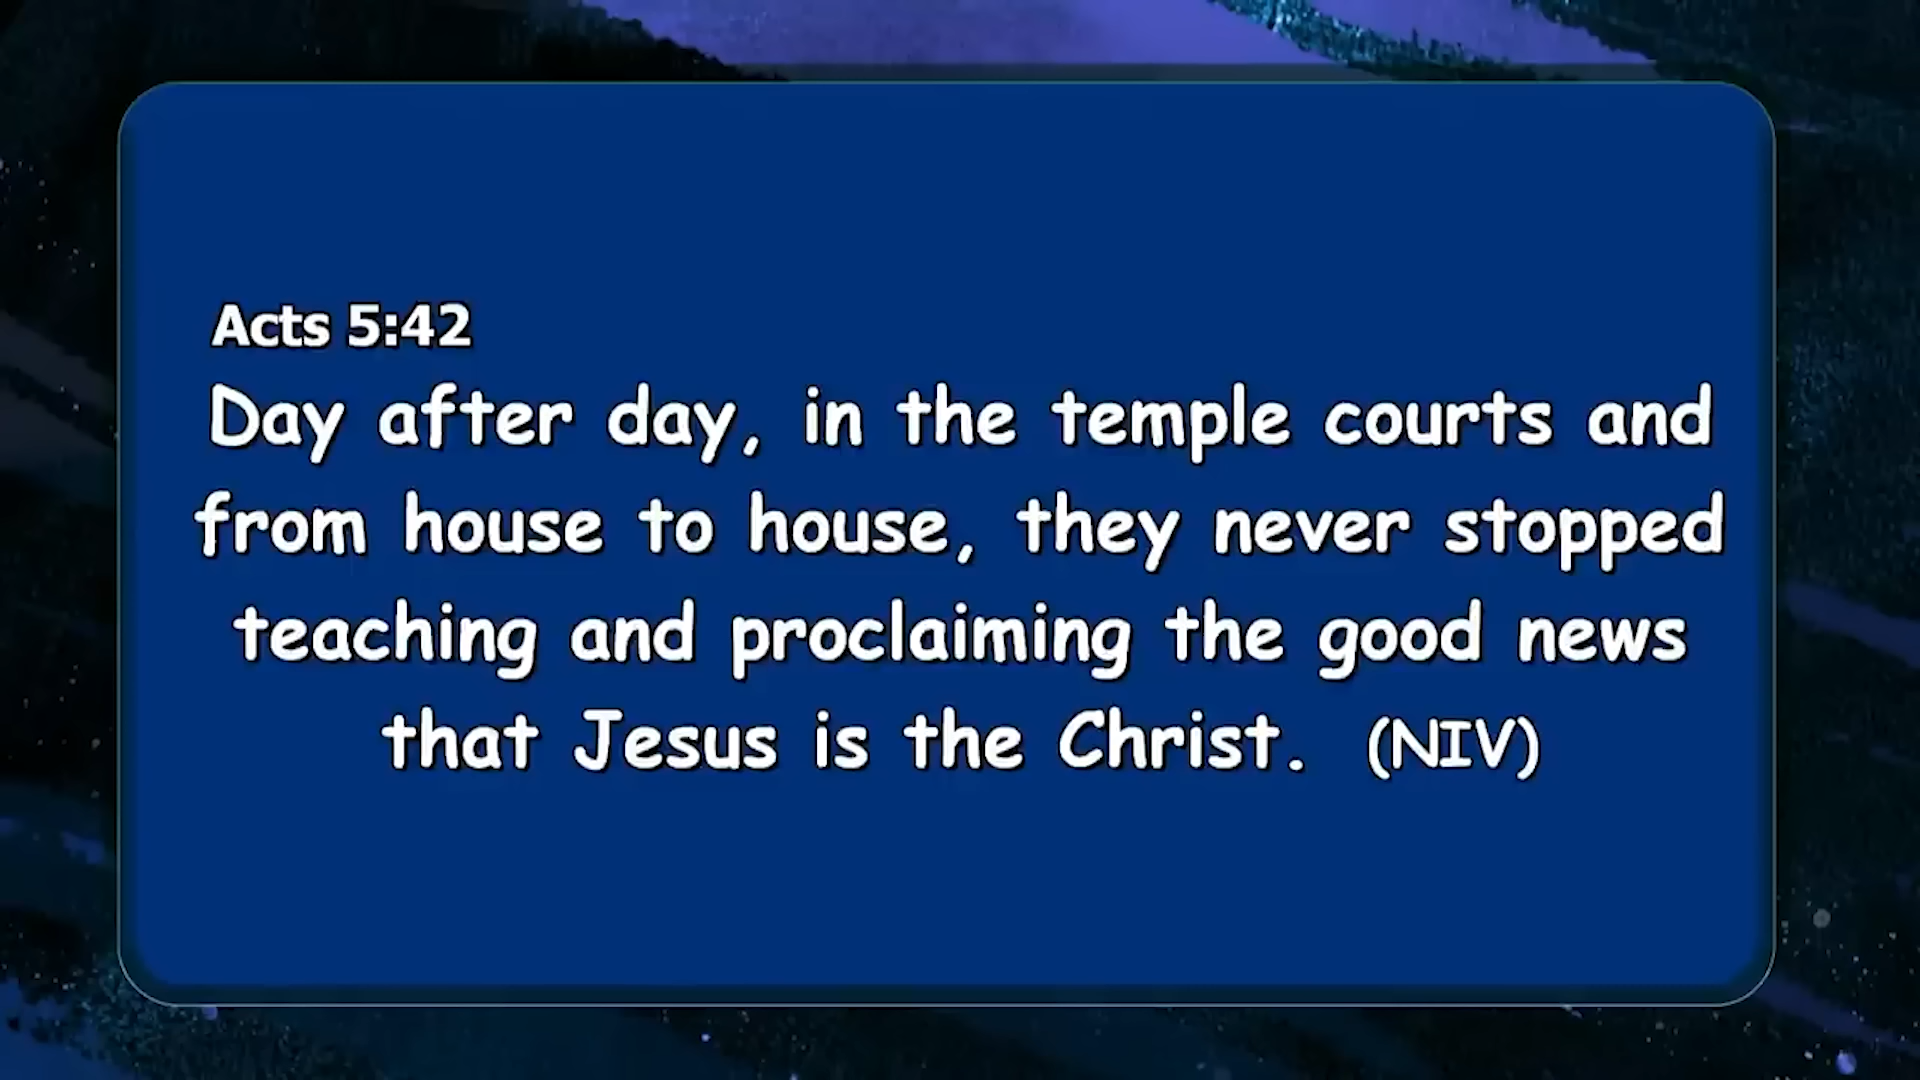 Acts 5:42
Day after day, in the temple courts and
from house to house, they never stopped
teaching and proclaiming the good news
that Jesus is the Christ. (NIV)